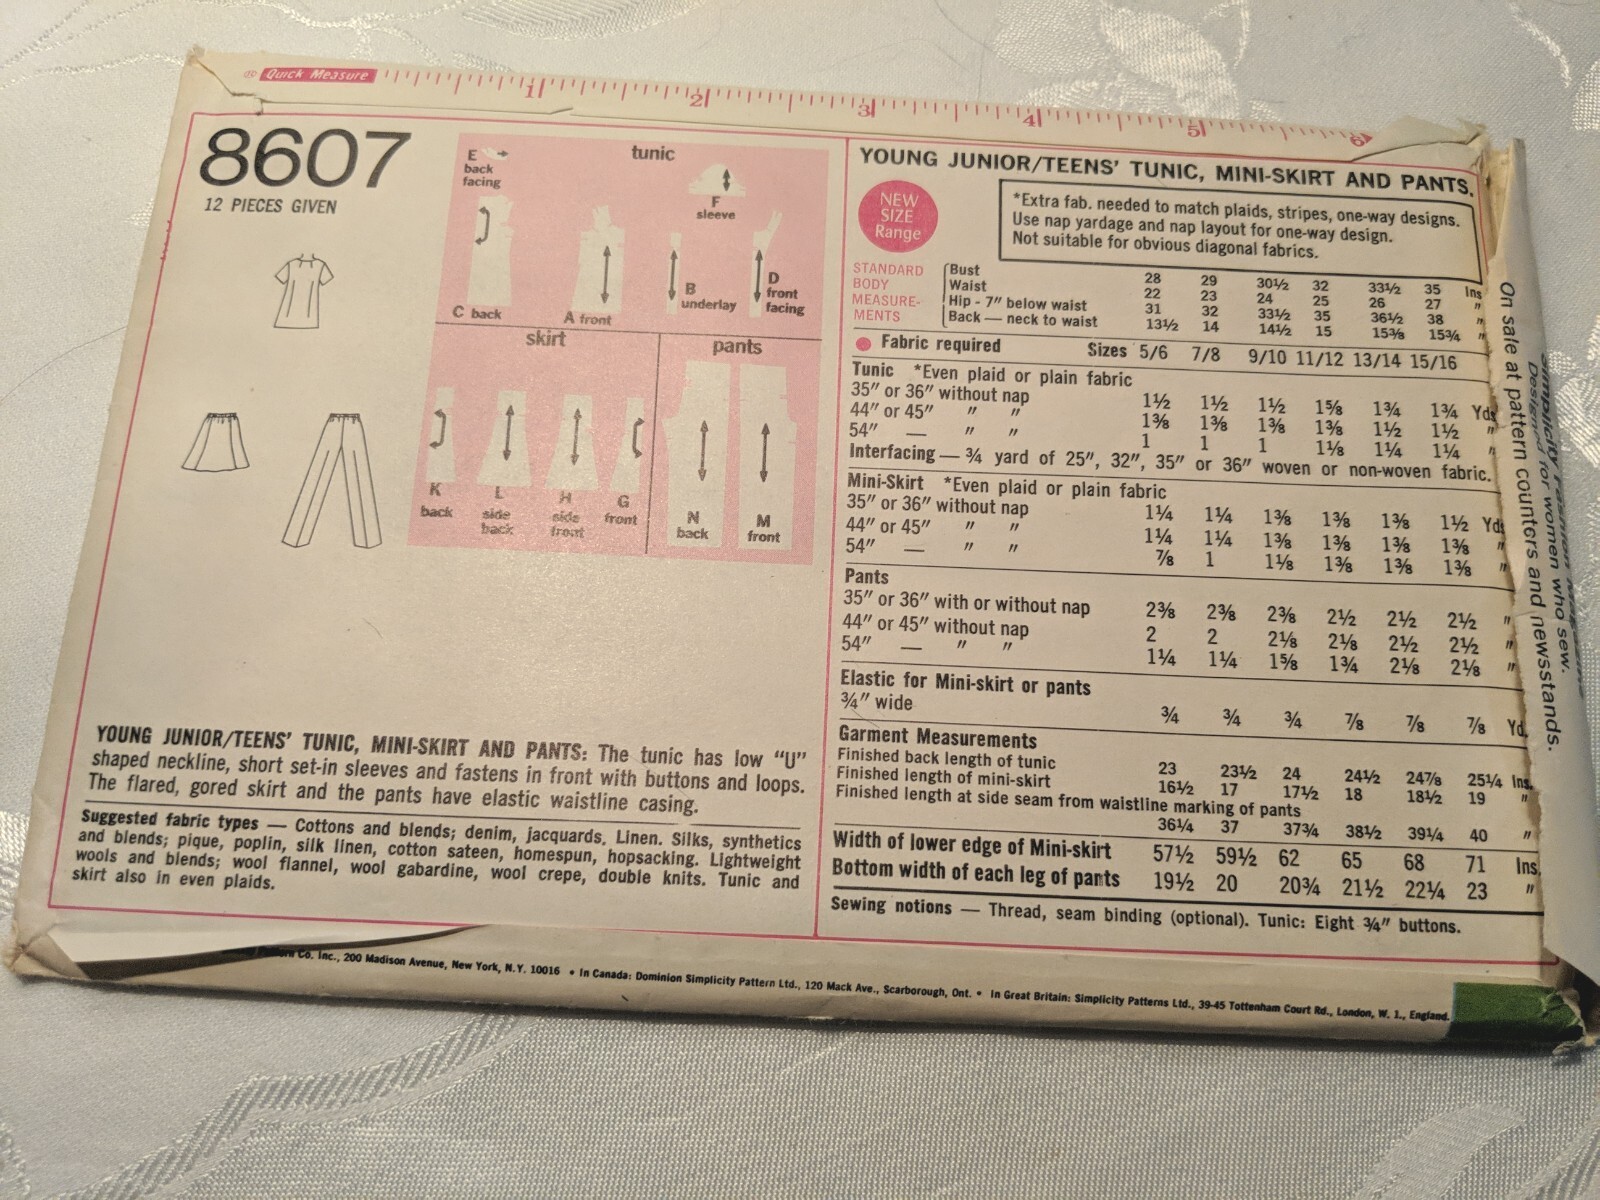 ® Quick Measure
1 2 3 4 5 6
8607
12 PIECES GIVEN
tunic
E
back
facing
F
sleeve
C back
A front
B
underlay
D
front
facing
skirt
pants
K
back
L
side
back
H
side
front
G
front
N
back
M
front
YOUNG JUNIOR/TEENS' TUNIC, MINI-SKIRT AND PANTS: The tunic has low "U"
shaped neckline, short set-in sleeves and fastens in front with buttons and loops.
The flared, gored skirt and the pants have elastic waistline casing.
Suggested fabric types — Cottons and blends; denim, jacquards. Linen. Silks, synthetics
and blends; pique, poplin, silk linen, cotton sateen, homespun, hopsacking. Lightweight
wools and blends; wool flannel, wool gabardine, wool crepe, double knits. Tunic and
skirt also in even plaids.
YOUNG JUNIOR/TEENS' TUNIC, MINI-SKIRT AND PANTS.
NEW
SIZE
Range
*Extra fab. needed to match plaids, stripes, one-way designs.
Use nap yardage and nap layout for one-way design.
Not suitable for obvious diagonal fabrics.
STANDARD
BODY
MEASURE-
MENTS
Bust 28 29 30½ 32 33½ 35 Ins
Waist 22 23 24 25 26 27 "
Hip - 7" below waist 31 32 33½ 35 36½ 38 "
Back — neck to waist 13½ 14 14½ 15 15⅜ 15¾ "
Fabric required Sizes 5/6 7/8 9/10 11/12 13/14 15/16
Tunic *Even plaid or plain fabric
35" or 36" without nap 1½ 1½ 1½ 1⅝ 1¾ 1¾ Yds
44" or 45" " " 1⅜ 1⅜ 1⅜ 1⅜ 1½ 1½ "
54" — " " 1 1 1 1⅛ 1¼ 1¼ "
Interfacing — ¾ yard of 25", 32", 35" or 36" woven or non-woven fabric.
Mini-Skirt *Even plaid or plain fabric
35" or 36" without nap 1¼ 1¼ 1⅜ 1⅜ 1⅜ 1½ Yds
44" or 45" " " 1¼ 1¼ 1⅜ 1⅜ 1⅜ 1⅜ "
54" — " " ⅞ 1 1⅛ 1⅜ 1⅜ 1⅜ "
Pants
35" or 36" with or without nap 2⅜ 2⅜ 2⅜ 2½ 2½ 2½ "
44" or 45" without nap 2 2 2⅛ 2⅛ 2½ 2½ "
54" — " " 1¼ 1¼ 1⅝ 1¾ 2⅛ 2⅛ "
Elastic for Mini-skirt or pants
¾" wide ¾ ¾ ¾ ⅞ ⅞ ⅞ Yd.
Garment Measurements
Finished back length of tunic 23 23½ 24 24½ 24⅞ 25¼ Ins.
Finished length of mini-skirt 16½ 17 17½ 18 18½ 19 "
Finished length at side seam from waistline marking of pants
36¼ 37 37¾ 38½ 39¼ 40 "
Width of lower edge of Mini-skirt 57½ 59½ 62 65 68 71 Ins.
Bottom width of each leg of pants 19½ 20 20¾ 21½ 22¼ 23 "
Sewing notions — Thread, seam binding (optional). Tunic: Eight ¾" buttons.
Simplicity Fashion
Designed for women who sew.
On sale at pattern counters and newsstands.
Co. Inc., 200 Madison Avenue, New York, N.Y. 10016 • In Canada: Dominion Simplicity Pattern Ltd., 120 Mack Ave., Scarborough, Ont. • In Great Britain: Simplicity Patterns Ltd., 39-45 Tottenham Court Rd., London, W. 1., England.